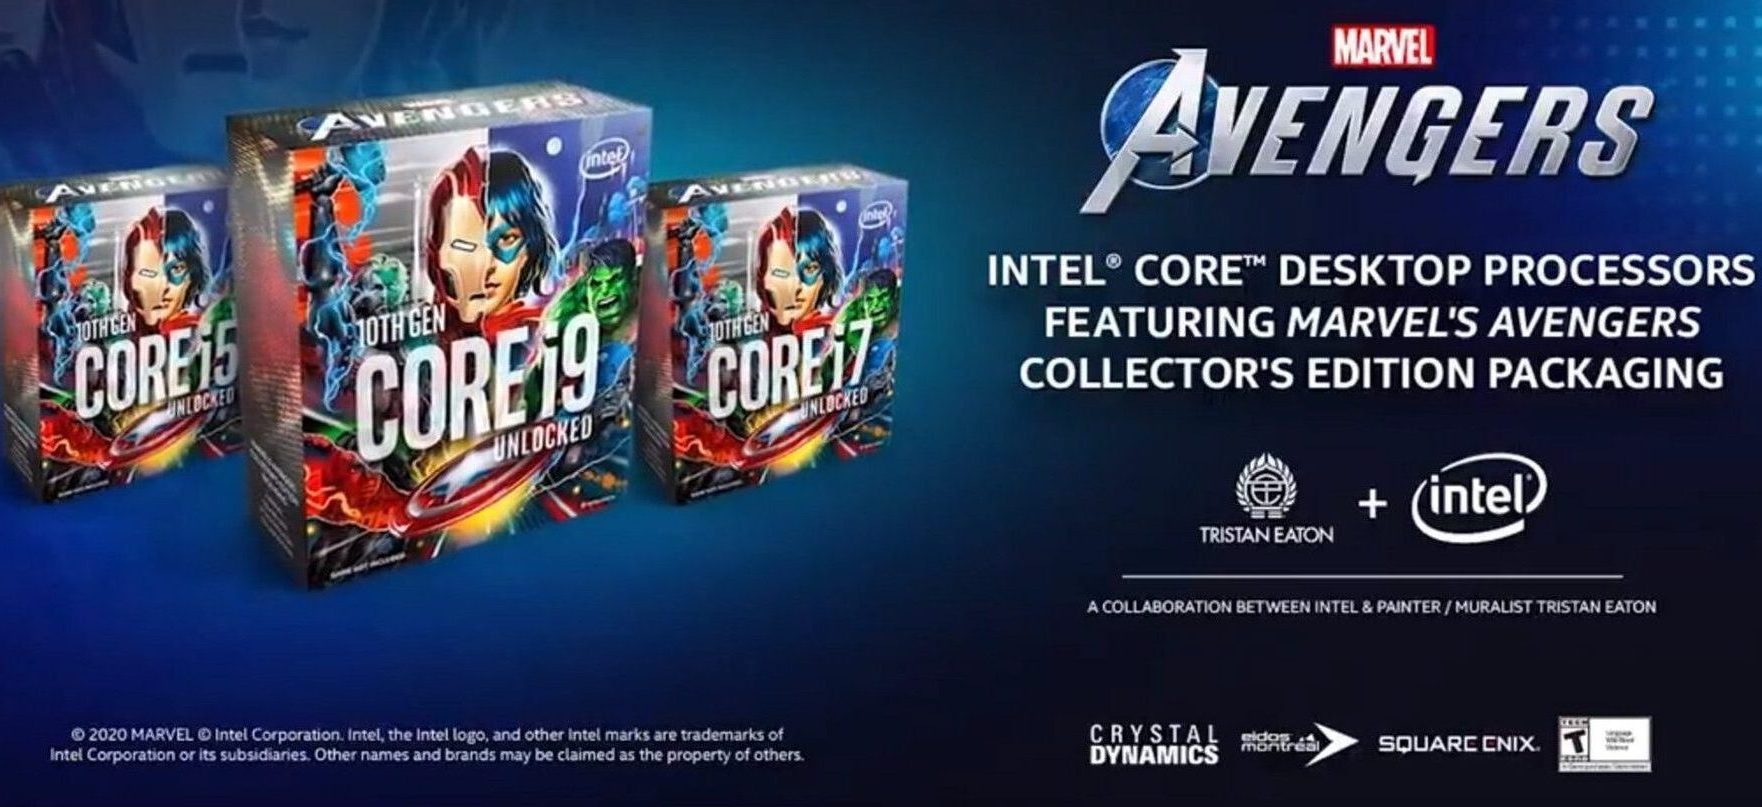 AVENGERS
10TH GEN
CORE i5
UNLOCKED
AVENGERS
intel
10TH GEN
CORE i9
UNLOCKED
AVENGERS
intel
10TH GEN
CORE i7
UNLOCKED
MARVEL
AVENGERS
INTEL® CORE™ DESKTOP PROCESSORS
FEATURING MARVEL'S AVENGERS
COLLECTOR'S EDITION PACKAGING
TRISTAN EATON
+
intel
A COLLABORATION BETWEEN INTEL & PAINTER / MURALIST TRISTAN EATON
© 2020 MARVEL © Intel Corporation. Intel, the Intel logo, and other Intel marks are trademarks of
Intel Corporation or its subsidiaries. Other names and brands may be claimed as the property of others.
CRYSTAL
DYNAMICS
eidos
montréal
SQUARE ENIX.
TEEN
T